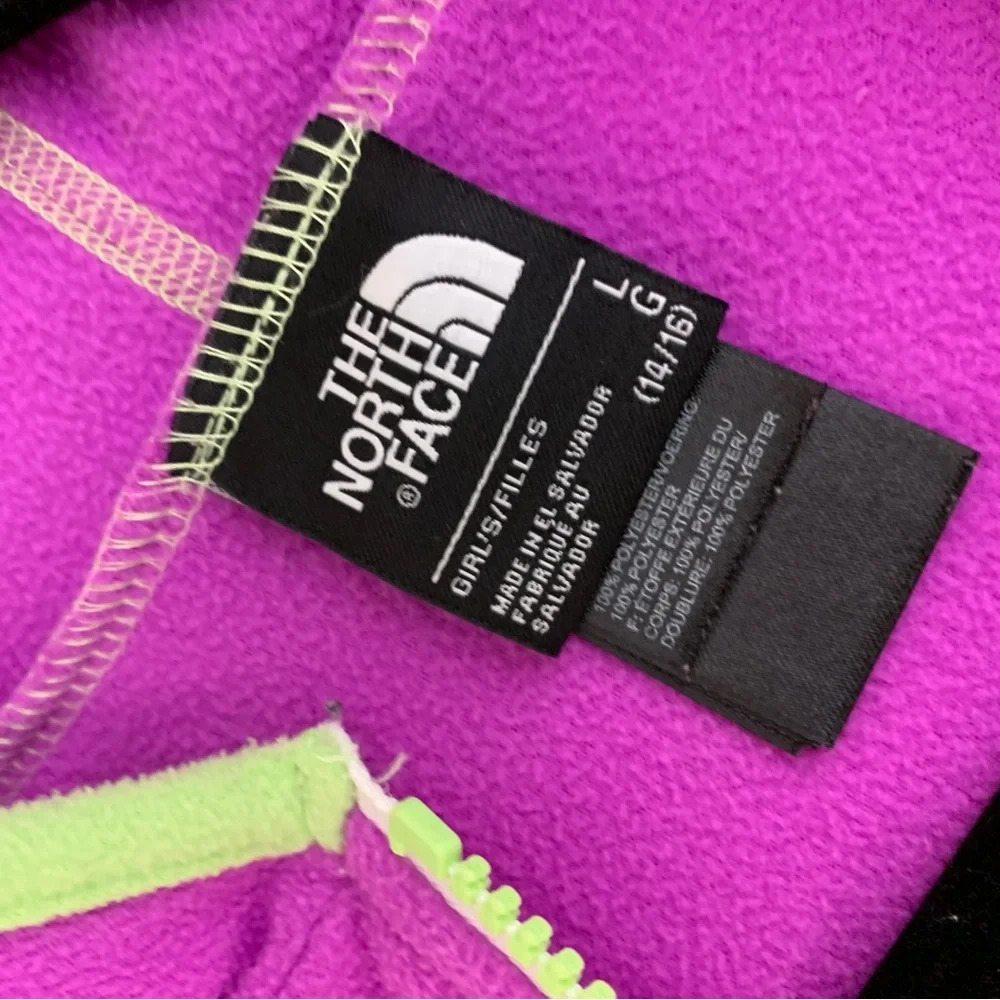 THE
NORTH
FACE®
GIRL'S/FILLES
L
G
(14/16)
MADE IN EL SALVADOR
FABRIQUE AU
SALVADOR
100% POLYESTER/VOERING:
100% POLYESTER
F: ÉTOFFE EXTÉRIEURE DU
CORPS: 100% POLYESTER/
DOUBLURE: 100% POLYESTER